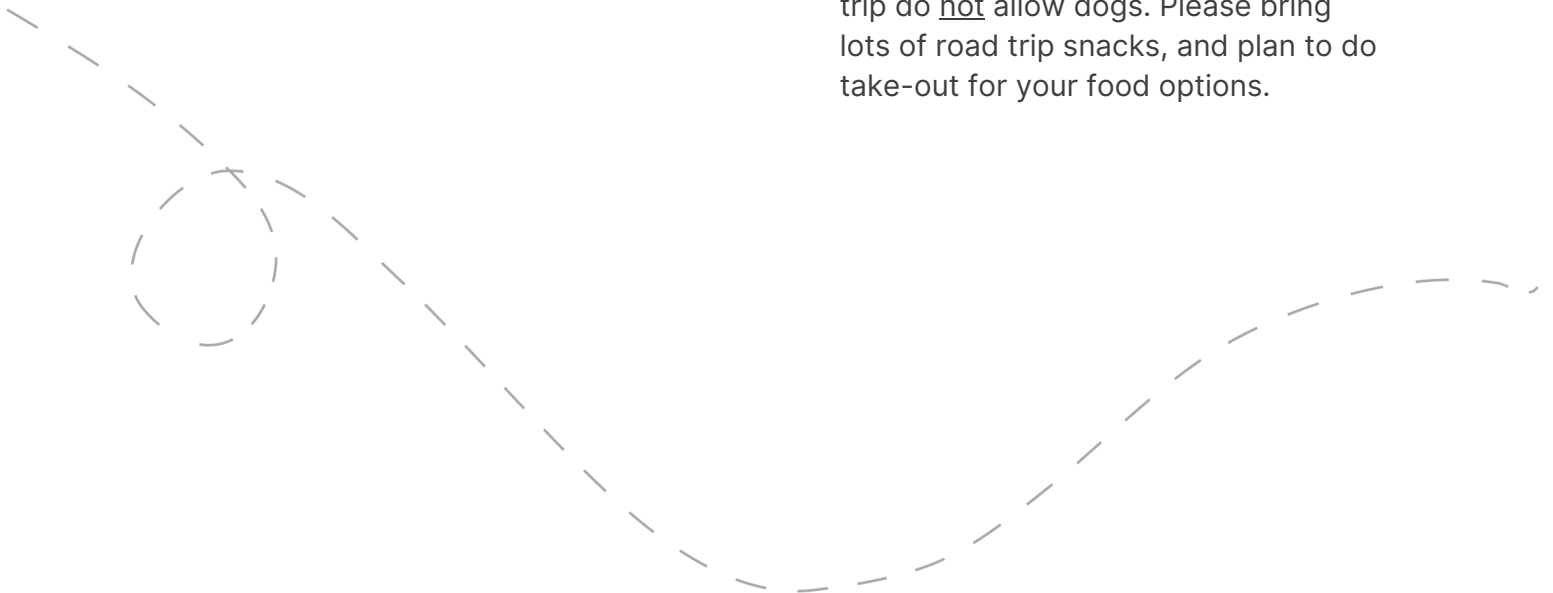 trip do not allow dogs. Please bring
lots of road trip snacks, and plan to do
take-out for your food options.